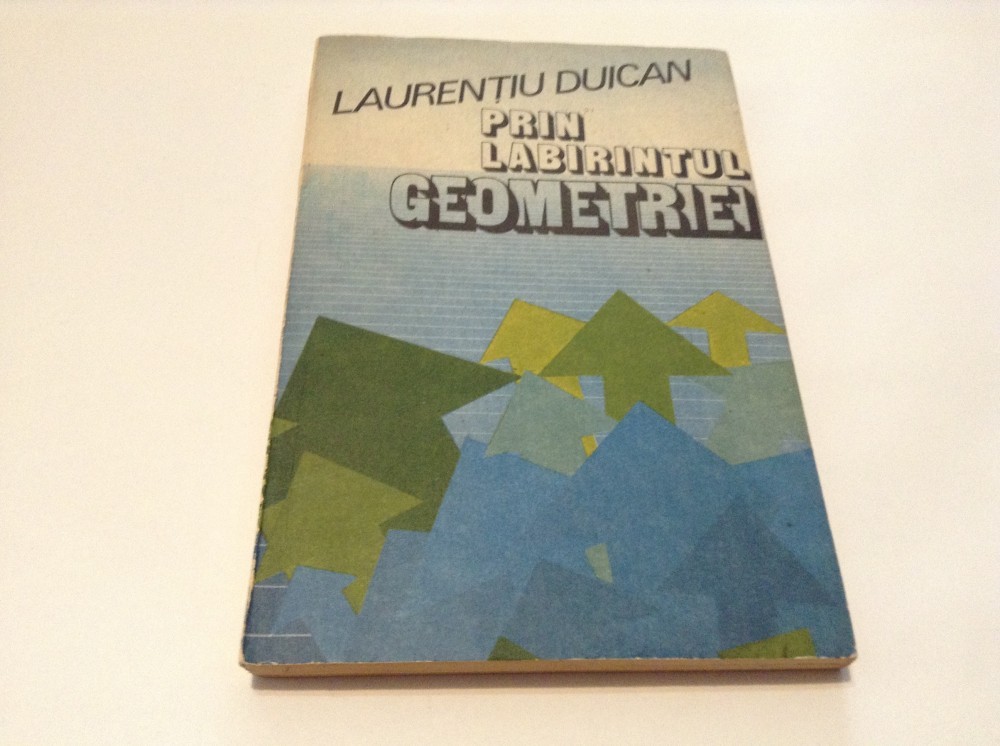 LAURENȚIU DUICAN
PRIN
LABIRINTUL
GEOMETRIEI